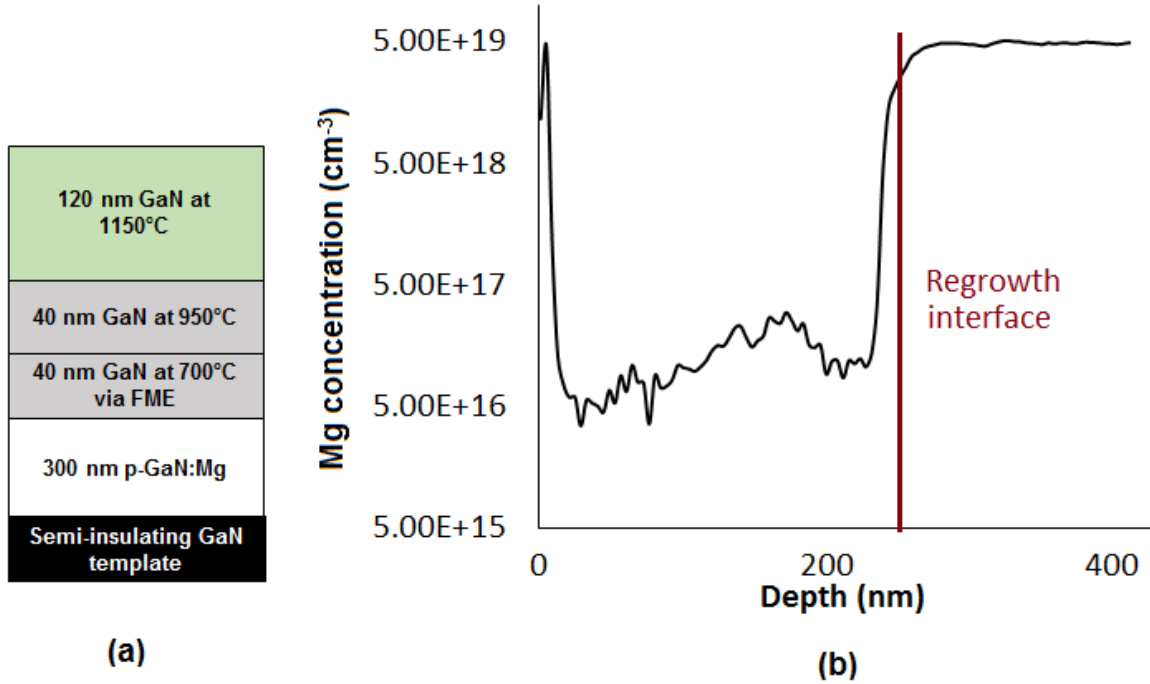 120 nm GaN at
1150°C
40 nm GaN at 950°C
40 nm GaN at 700°C
via FME
300 nm p-GaN:Mg
Semi-insulating GaN
template
(a)
Mg concentration (cm-3)
5.00E+19
5.00E+18
5.00E+17
5.00E+16
5.00E+15
Regrowth
interface
0
200
400
Depth (nm)
(b)